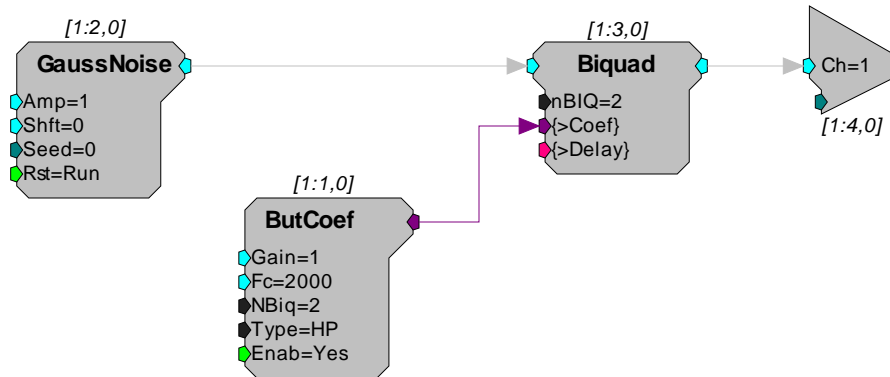 [1:2,0]
GaussNoise
Amp=1
Shft=0
Seed=0
Rst=Run
[1:1,0]
ButCoef
Gain=1
Fc=2000
NBiq=2
Type=HP
Enab=Yes
[1:3,0]
Biquad
nBIQ=2
{>Coef}
{>Delay}
Ch=1
[1:4,0]